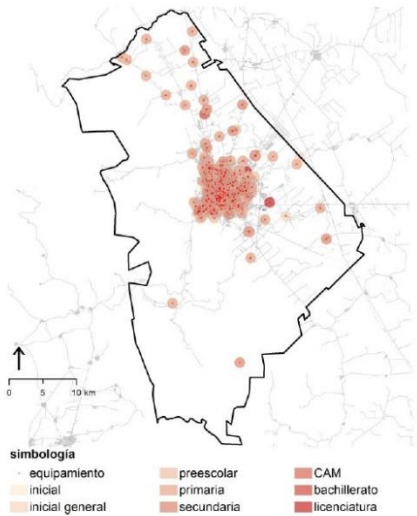 0 5 10 km
simbología
equipamiento preescolar CAM
inicial primaria bachillerato
inicial general secundaria licenciatura